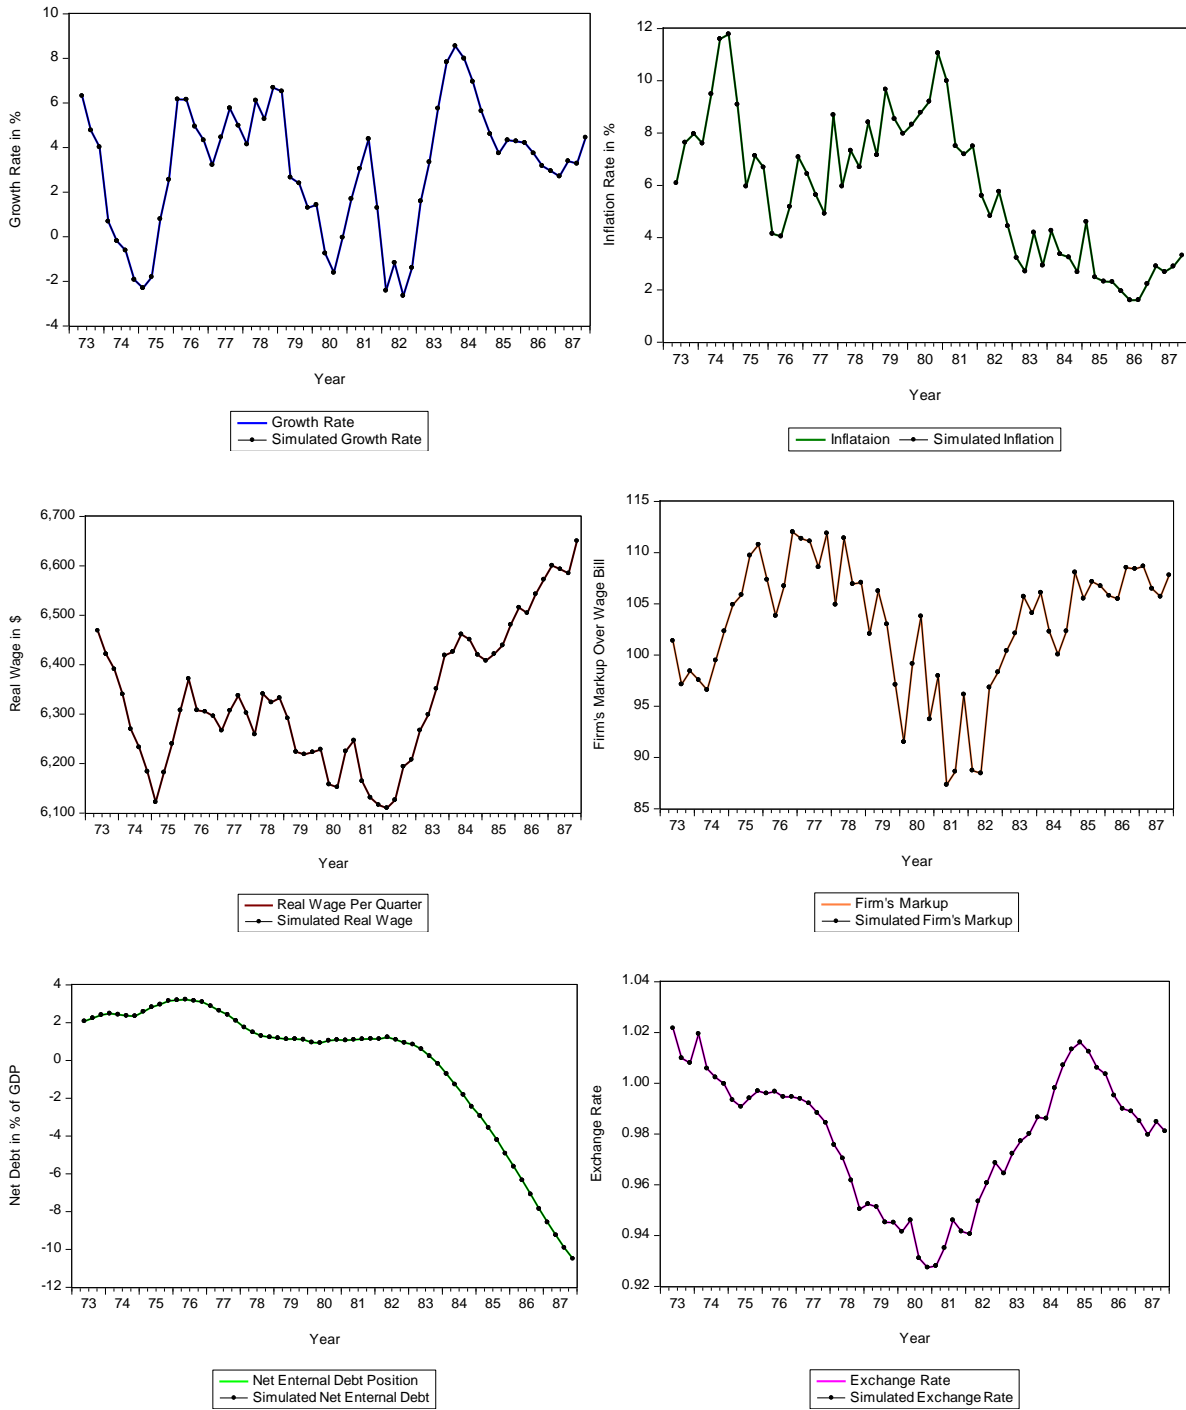 Growth Rate in %
10
8
6
4
2
0
-2
-4
73 74 75 76 77 78 79 80 81 82 83 84 85 86 87
Year
Growth Rate
Simulated Growth Rate
Inflation Rate in %
12
10
8
6
4
2
0
73 74 75 76 77 78 79 80 81 82 83 84 85 86 87
Year
Inflataion Simulated Inflation
Real Wage in $
6,700
6,600
6,500
6,400
6,300
6,200
6,100
73 74 75 76 77 78 79 80 81 82 83 84 85 86 87
Year
Real Wage Per Quarter
Simulated Real Wage
Firm's Markup Over Wage Bill
115
110
105
100
95
90
85
73 74 75 76 77 78 79 80 81 82 83 84 85 86 87
Year
Firm's Markup
Simulated Firm's Markup
Net Debt in % of GDP
4
2
0
-2
-4
-6
-8
-10
-12
73 74 75 76 77 78 79 80 81 82 83 84 85 86 87
Year
Net Enternal Debt Position
Simulated Net Enternal Debt
Exchange Rate
1.04
1.02
1.00
0.98
0.96
0.94
0.92
73 74 75 76 77 78 79 80 81 82 83 84 85 86 87
Year
Exchange Rate
Simulated Exchange Rate